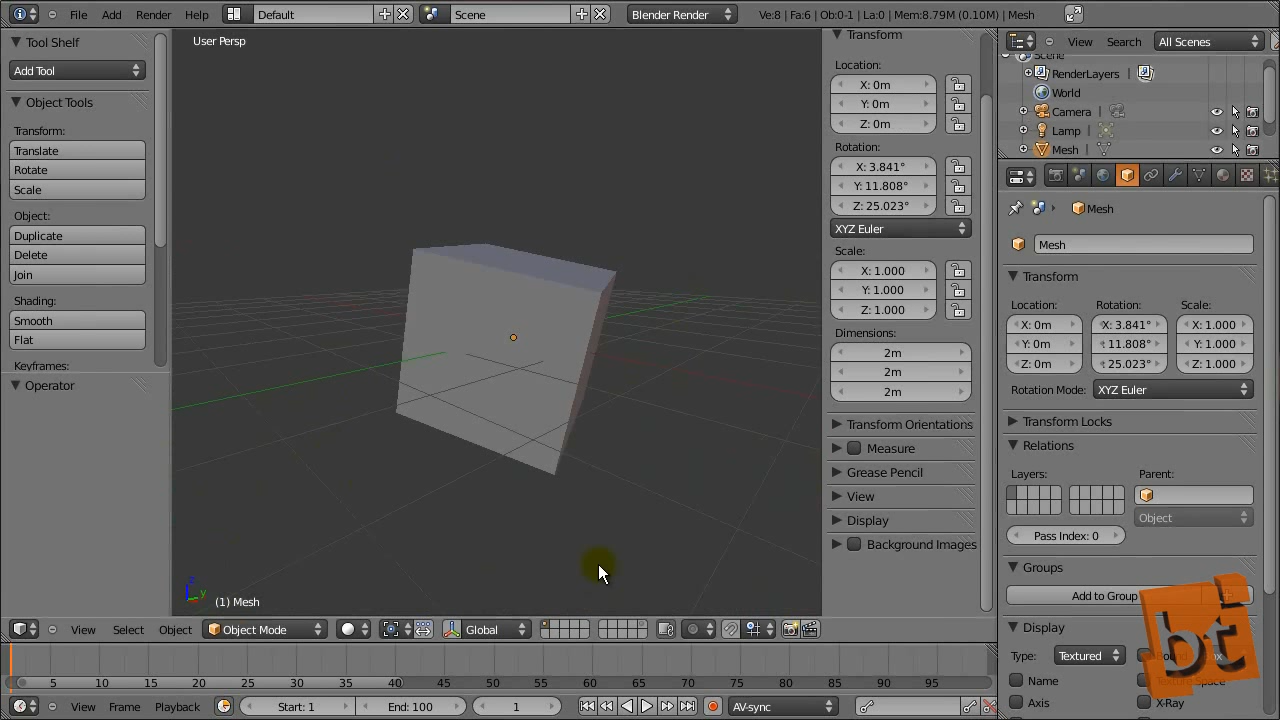 File Add Render Help Default Scene Blender Render Ve:8 | Fa:6 | Ob:0-1 | La:0 | Mem:8.79M (0.10M) | Mesh
Tool Shelf
Add Tool
Object Tools
Transform:
Translate
Rotate
Scale
Object:
Duplicate
Delete
Join
Shading:
Smooth
Flat
Keyframes:
Operator
User Persp
(1) Mesh
Transform
Location:
X: 0m
Y: 0m
Z: 0m
Rotation:
X: 3.841°
Y: 11.808°
Z: 25.023°
XYZ Euler
Scale:
X: 1.000
Y: 1.000
Z: 1.000
Dimensions:
2m
2m
2m
Transform Orientations
Measure
Grease Pencil
View
Display
Background Images
View Search All Scenes
Scene
RenderLayers
World
Camera
Lamp
Mesh
Mesh
Mesh
Transform
Location: Rotation: Scale:
X: 0m X: 3.841° X: 1.000
Y: 0m 11.808° Y: 1.000
Z: 0m 25.023° Z: 1.000
Rotation Mode: XYZ Euler
Transform Locks
Relations
Layers: Parent:
Object
Pass Index: 0
Groups
Add to Group
Display
Type: Textured
Name
Axis X-Ray
bt
View Select Object Object Mode Global
5 10 15 20 25 30 35 40 45 50 55 60 65 70 75 80 85 90 95
View Frame Playback Start: 1 End: 100 1 AV-sync